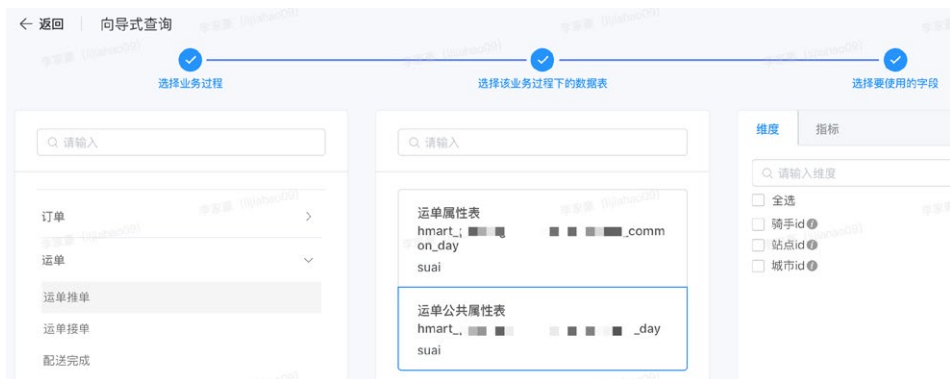 返回 向导式查询
选择业务过程 选择该业务过程下的数据表 选择要使用的字段
请输入
订单
运单
运单推单
运单接单
配送完成
请输入
运单属性表
hmart_ _comm
on_day
suai
运单公共属性表
hmart_ _day
suai
维度 指标
请输入维度
全选
骑手id
站点id
城市id